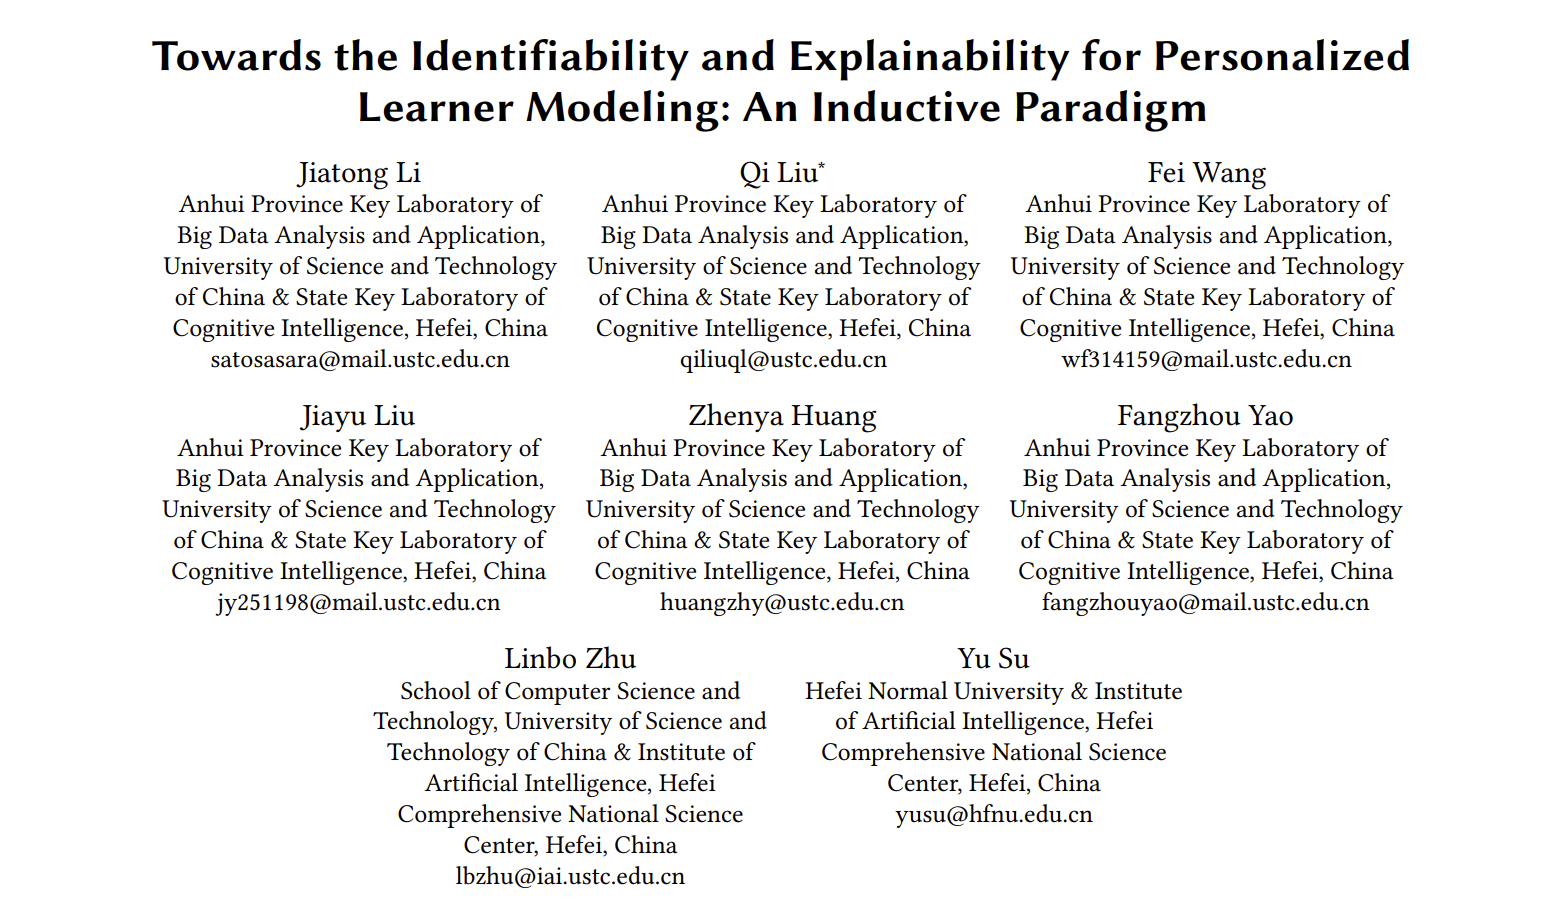 Towards the Identifiability and Explainability for Personalized
Learner Modeling: An Inductive Paradigm
Jiatong Li
Anhui Province Key Laboratory of
Big Data Analysis and Application,
University of Science and Technology
of China & State Key Laboratory of
Cognitive Intelligence, Hefei, China
satosasara@mail.ustc.edu.cn
Qi Liu*
Anhui Province Key Laboratory of
Big Data Analysis and Application,
University of Science and Technology
of China & State Key Laboratory of
Cognitive Intelligence, Hefei, China
qiliuql@ustc.edu.cn
Fei Wang
Anhui Province Key Laboratory of
Big Data Analysis and Application,
University of Science and Technology
of China & State Key Laboratory of
Cognitive Intelligence, Hefei, China
wf314159@mail.ustc.edu.cn
Jiayu Liu
Anhui Province Key Laboratory of
Big Data Analysis and Application,
University of Science and Technology
of China & State Key Laboratory of
Cognitive Intelligence, Hefei, China
jy251198@mail.ustc.edu.cn
Zhenya Huang
Anhui Province Key Laboratory of
Big Data Analysis and Application,
University of Science and Technology
of China & State Key Laboratory of
Cognitive Intelligence, Hefei, China
huangzhy@ustc.edu.cn
Fangzhou Yao
Anhui Province Key Laboratory of
Big Data Analysis and Application,
University of Science and Technology
of China & State Key Laboratory of
Cognitive Intelligence, Hefei, China
fangzhouyao@mail.ustc.edu.cn
Linbo Zhu
School of Computer Science and
Technology, University of Science and
Technology of China & Institute of
Artificial Intelligence, Hefei
Comprehensive National Science
Center, Hefei, China
lbzhu@iai.ustc.edu.cn
Yu Su
Hefei Normal University & Institute
of Artificial Intelligence, Hefei
Comprehensive National Science
Center, Hefei, China
yusu@hfnu.edu.cn